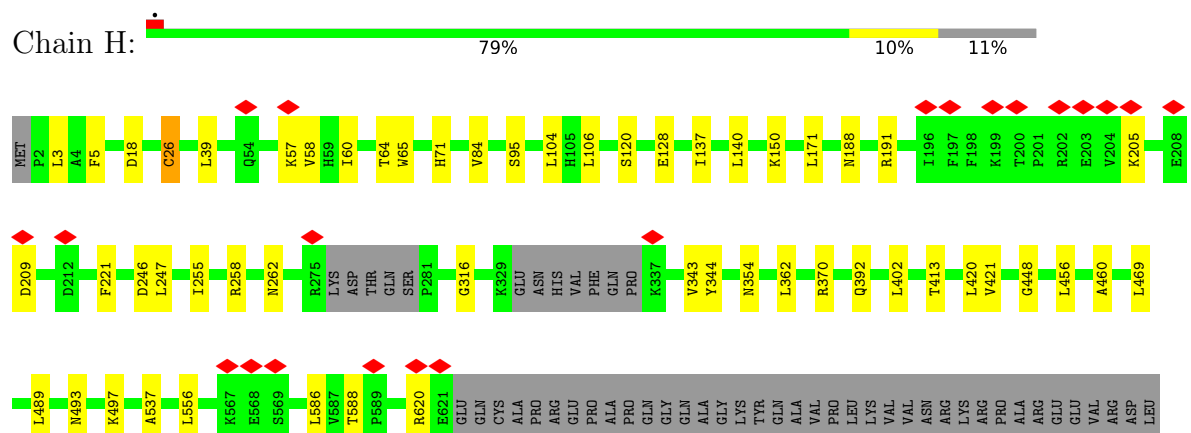 Chain H:
79% 10% 11%
MET P2 L3 A4 F5 D18 C26 L39 Q54 K57 V58 H59 I60 T64 W65 H71 V84 S95 L104 H105 L106 S120 E128 I137 L140 K150 L171 N188 R191 I196 F197 F198 K199 T200 P201 R202 E203 V204 K205 E208
D209 D212 F221 D246 L247 I255 R258 N262 R275 LYS ASP THR GLN SER P281 G316 K329 GLU ASN HIS VAL PHE GLN PRO K337 V343 Y344 N354 L362 R370 Q392 L402 T413 L420 V421 G448 L456 A460 L469
L489 N493 K497 A537 L556 K567 E568 S569 L586 V587 T588 P589 R620 E621 GLU GLN CYS ALA PRO ARG GLU PRO ALA PRO GLN GLY GLN ALA GLY LYS TYR GLN ALA VAL PRO LEU LYS VAL VAL ASN ARG LYS ARG PRO ALA ARG GLU GLU VAL ARG ASP LEU